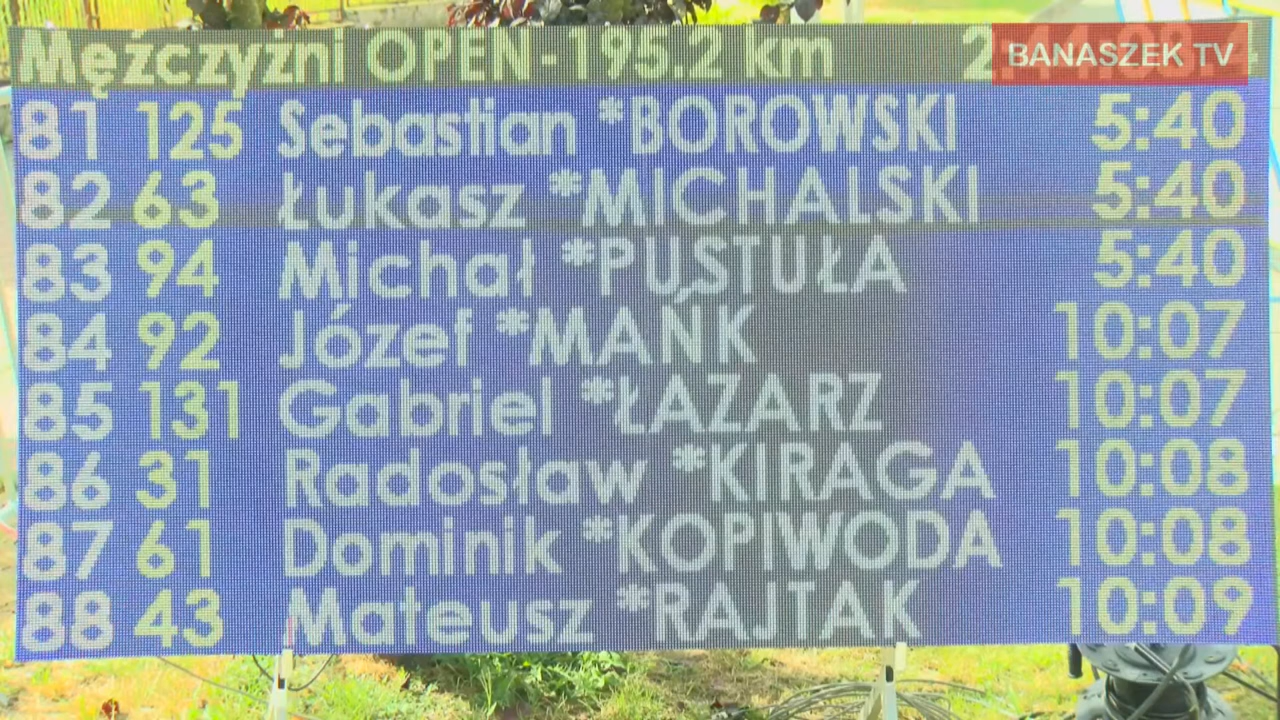 Mężczyżni OPEN - 195.2 km
BANASZEK TV
81 125 Sebastian *BOROWSKI 5:40
82 63 Łukasz *MICHALSKI 5:40
83 94 Michał *PUSTUŁA 5:40
84 92 Józef *MAŃK 10:07
85 131 Gabriel *ŁAZARZ 10:07
86 31 Radosław *KIRAGA 10:08
87 61 Dominik *KOPIWODA 10:08
88 43 Mateusz *RAJTAK 10:09